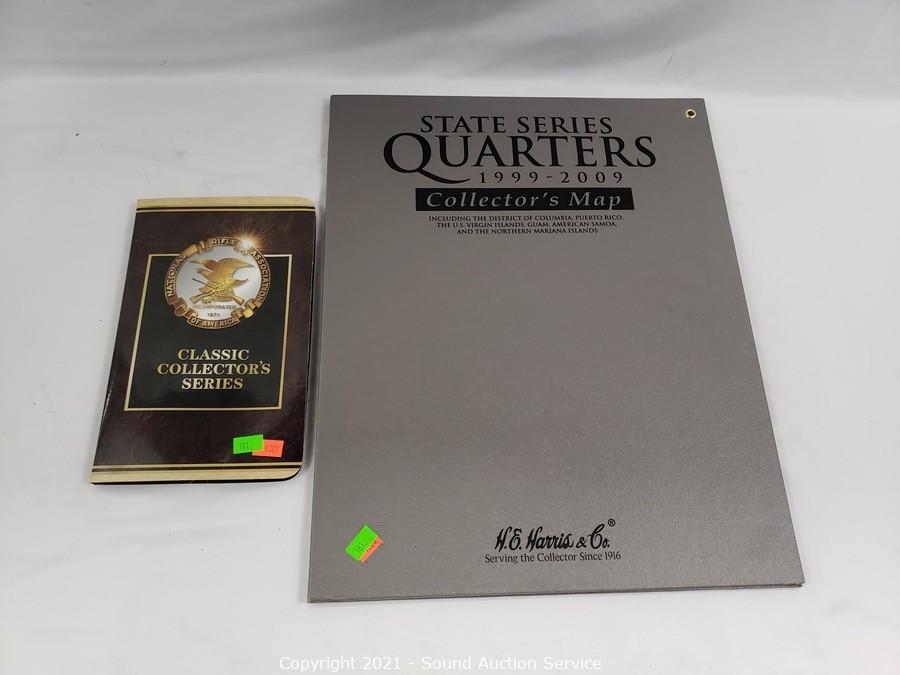 STATE SERIES
QUARTERS
1999-2009
Collector's Map
INCLUDING THE DISTRICT OF COLUMBIA, PUERTO RICO,
THE U.S. VIRGIN ISLANDS, GUAM, AMERICAN SAMOA,
AND THE NORTHERN MARIANA ISLANDS
NATIONAL RIFLE ASSOCIATION
INCORPORATED
1871
OF AMERICA
CLASSIC
COLLECTOR'S
SERIES
381.
H.E. Harris & Co.®
Serving the Collector Since 1916
381.
Copyright 2021 - Sound Auction Service